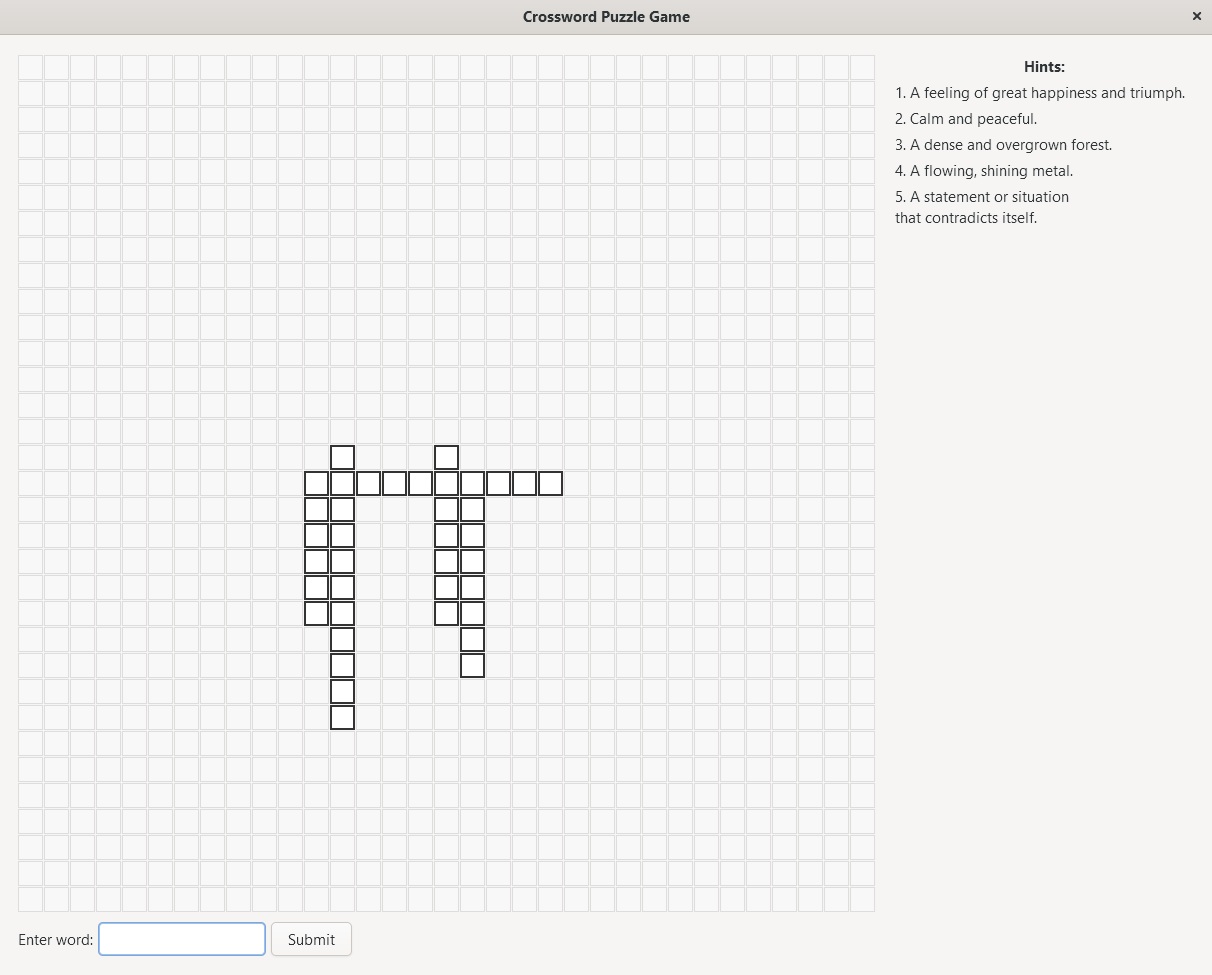 Crossword Puzzle Game
×
Hints:
1. A feeling of great happiness and triumph.
2. Calm and peaceful.
3. A dense and overgrown forest.
4. A flowing, shining metal.
5. A statement or situation
that contradicts itself.
Enter word:
Submit